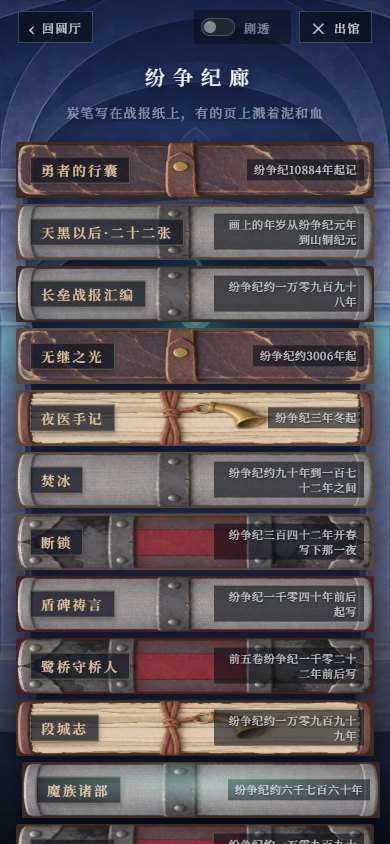 ‹ 回圆厅
剧透
× 出馆
纷争纪廊
炭笔写在战报纸上，有的页上溅着泥和血
勇者的行囊
纷争纪10884年起记
天黑以后·二十二张
画上的年岁从纷争纪元年
到山铜纪元
长垒战报汇编
纷争纪约一万零九百九十
八年
无继之光
纷争纪约3006年起
夜医手记
纷争纪三年冬起
焚冰
纷争纪约九十年到一百七
十二年之间
断锁
纷争纪三百四十二年开春
写下那一夜
盾碑祷言
纷争纪一千零四十年前后
起写
鹭桥守桥人
前五卷纷争纪一千零二十
二年前后写
段城志
纷争纪约一万零九百九十
九年
魔族诸部
纷争纪约六千七百六十年